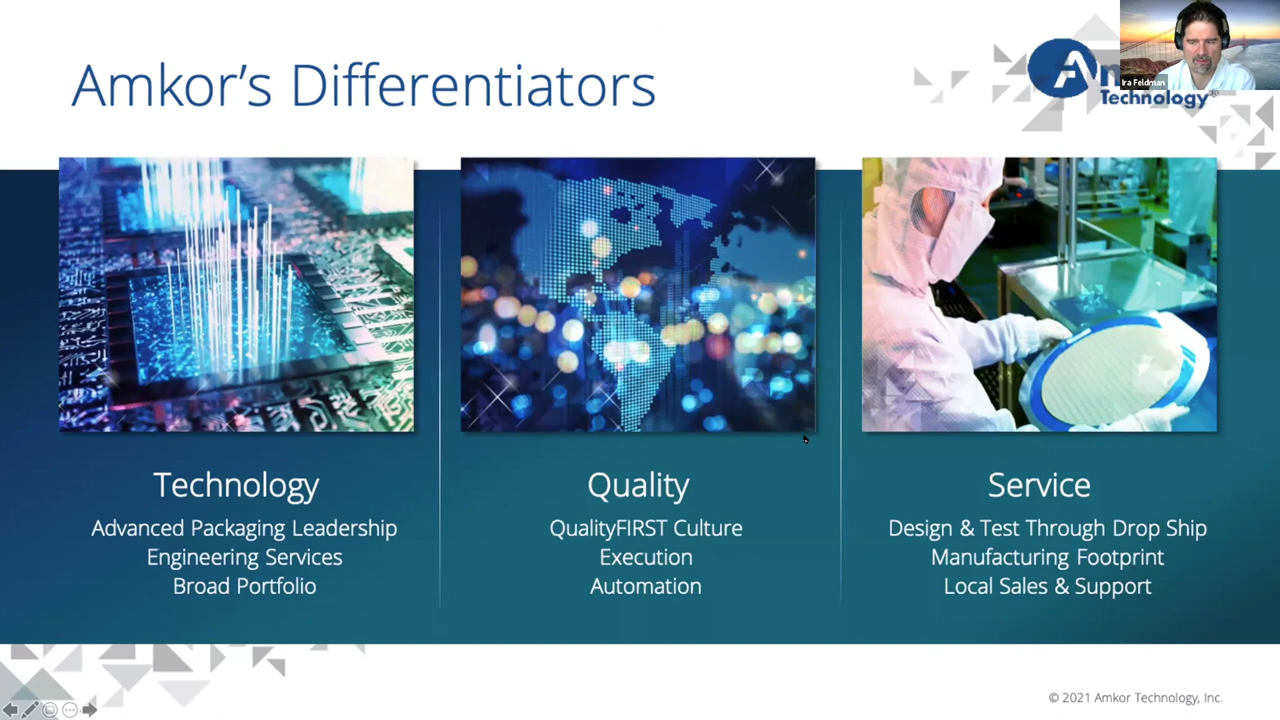 Amkor's Differentiators
Ira Feldman
Technology
Technology
Advanced Packaging Leadership
Engineering Services
Broad Portfolio
Quality
QualityFIRST Culture
Execution
Automation
Service
Design & Test Through Drop Ship
Manufacturing Footprint
Local Sales & Support
© 2021 Amkor Technology, Inc.